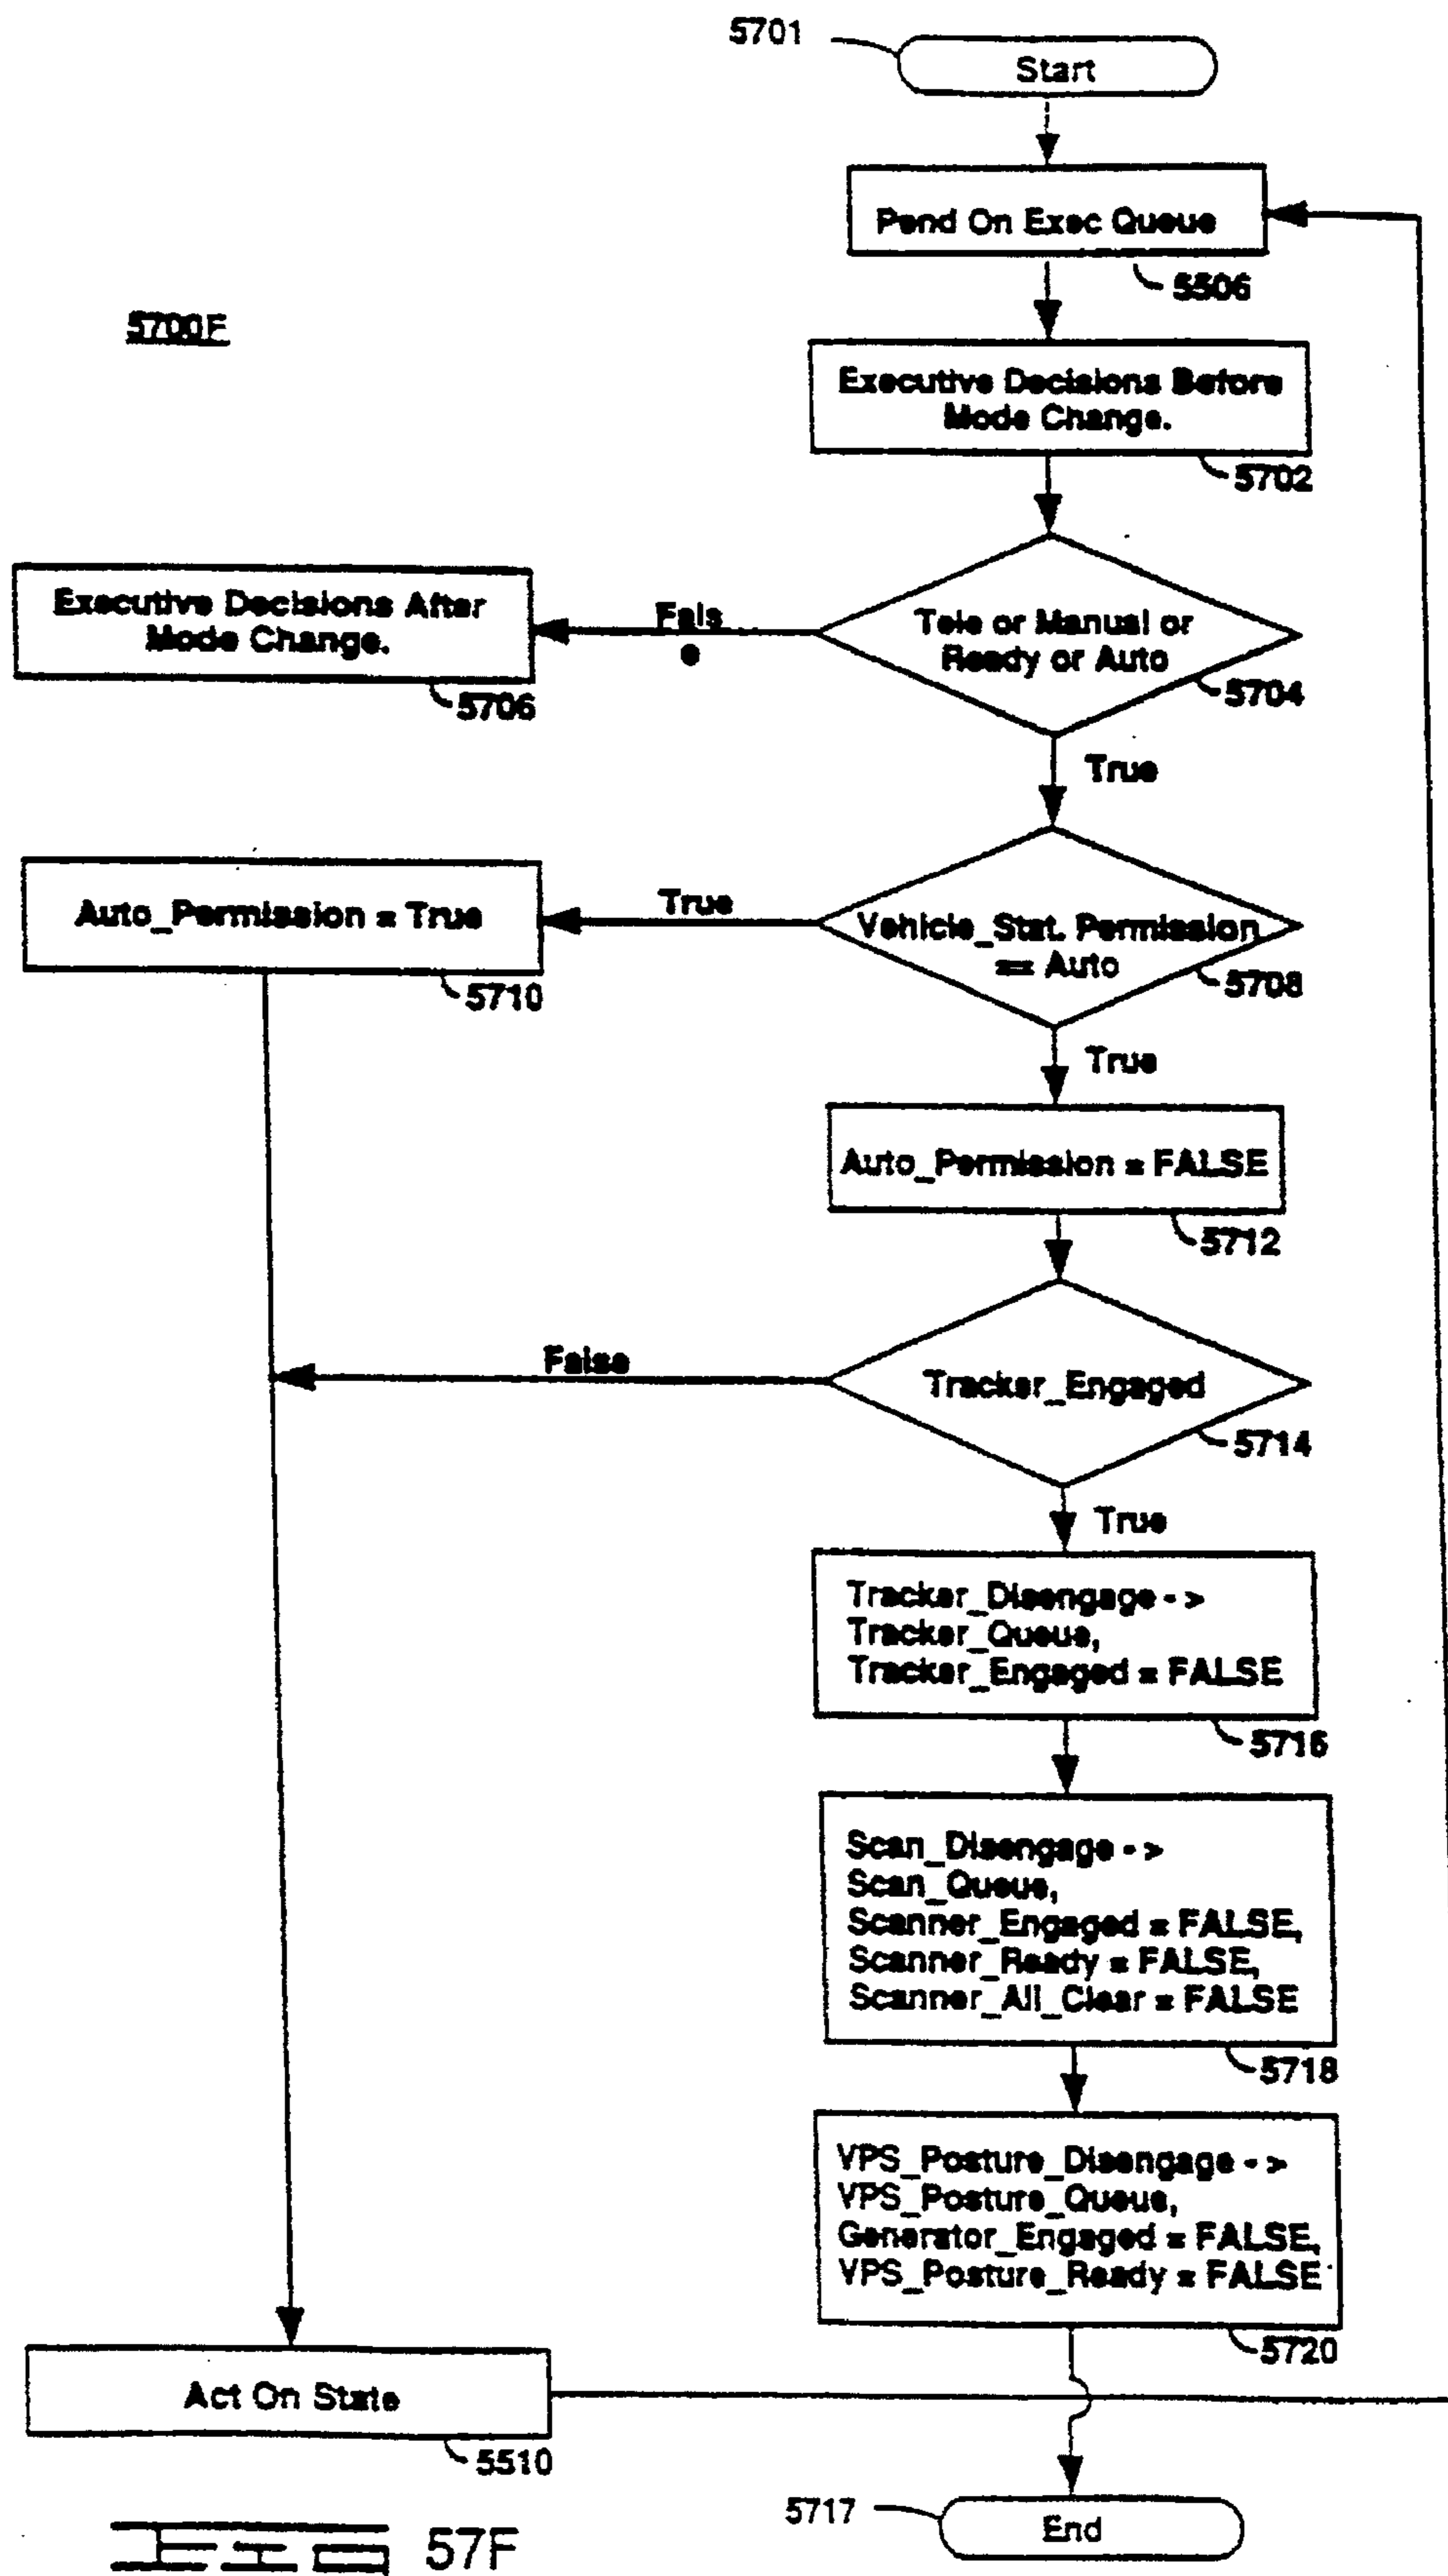 5701
Start
Pend On Exec Queue
5506
5700F
Executive Decisions Before
Mode Change.
5702
Executive Decisions After
Mode Change.
5706
Fals
e
Tele or Manual or
Ready or Auto
5704
True
Auto_Permission = True
5710
True
Vehicle_Stat. Permission
== Auto
5708
True
Auto_Permission = FALSE
5712
False
Tracker_Engaged
5714
True
Tracker_Disengage - >
Tracker_Queue,
Tracker_Engaged = FALSE
5716
Scan_Disengage - >
Scan_Queue,
Scanner_Engaged = FALSE,
Scanner_Ready = FALSE,
Scanner_All_Clear = FALSE
5718
VPS_Posture_Disengage - >
VPS_Posture_Queue,
Generator_Engaged = FALSE,
VPS_Posture_Ready = FALSE
5720
Act On State
5510
5717
End
FIG 57F